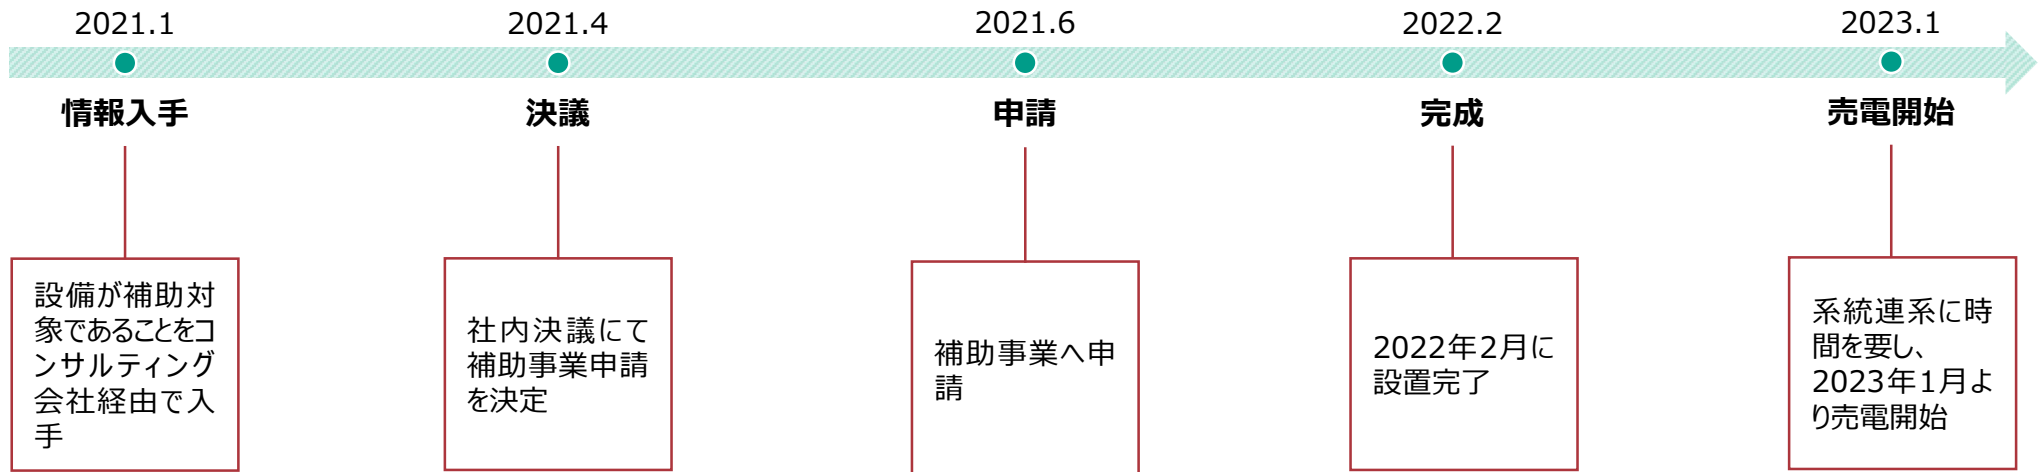 2021.1
2021.4
2021.6
2022.2
2023.1
情報入手
決議
申請
完成
売電開始
設備が補助対
象であることをコ
ンサルティング
会社経由で入
手
社内決議にて
補助事業申請
を決定
補助事業へ申
請
2022年2月に
設置完了
系統連系に時
間を要し、
2023年1月よ
り売電開始